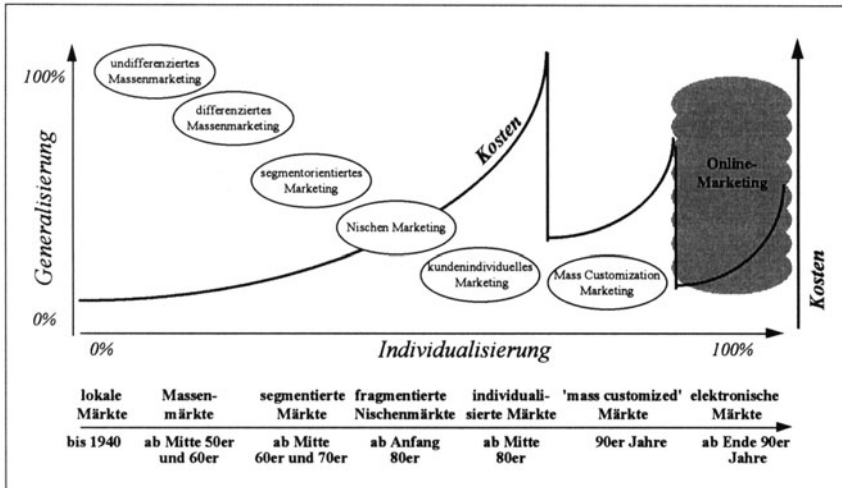 100%
Generalisierung
0%
undifferenziertes
Massenmarketing
differenziertes
Massenmarketing
segmentorientiertes
Marketing
Nischen Marketing
kundenindividuelles
Marketing
Mass Customization
Marketing
Kosten
Online-
Marketing
Kosten
0%
Individualisierung
100%
lokale
Märkte
Massen-
märkte
segmentierte
Märkte
fragmentierte
Nischenmärkte
individuali-
sierte Märkte
'mass customized'
Märkte
elektronische
Märkte
bis 1940
ab Mitte 50er
und 60er
ab Mitte
60er und 70er
ab Anfang
80er
ab Mitte
80er
90er Jahre
ab Ende 90er
Jahre